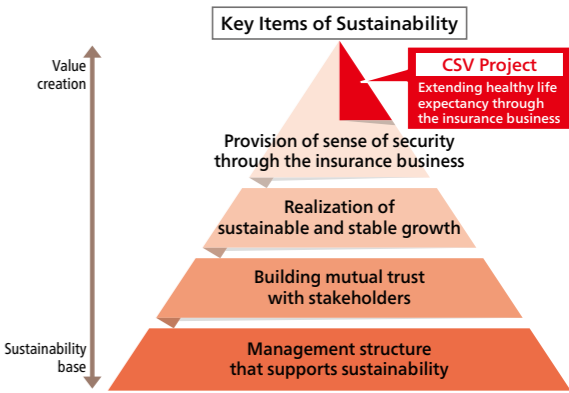 Key Items of Sustainability
Value
creation
CSV Project
Extending healthy life
expectancy through
the insurance business
Provision of sense of security
through the insurance business
Realization of
sustainable and stable growth
Building mutual trust
with stakeholders
Sustainability
base
Management structure
that supports sustainability